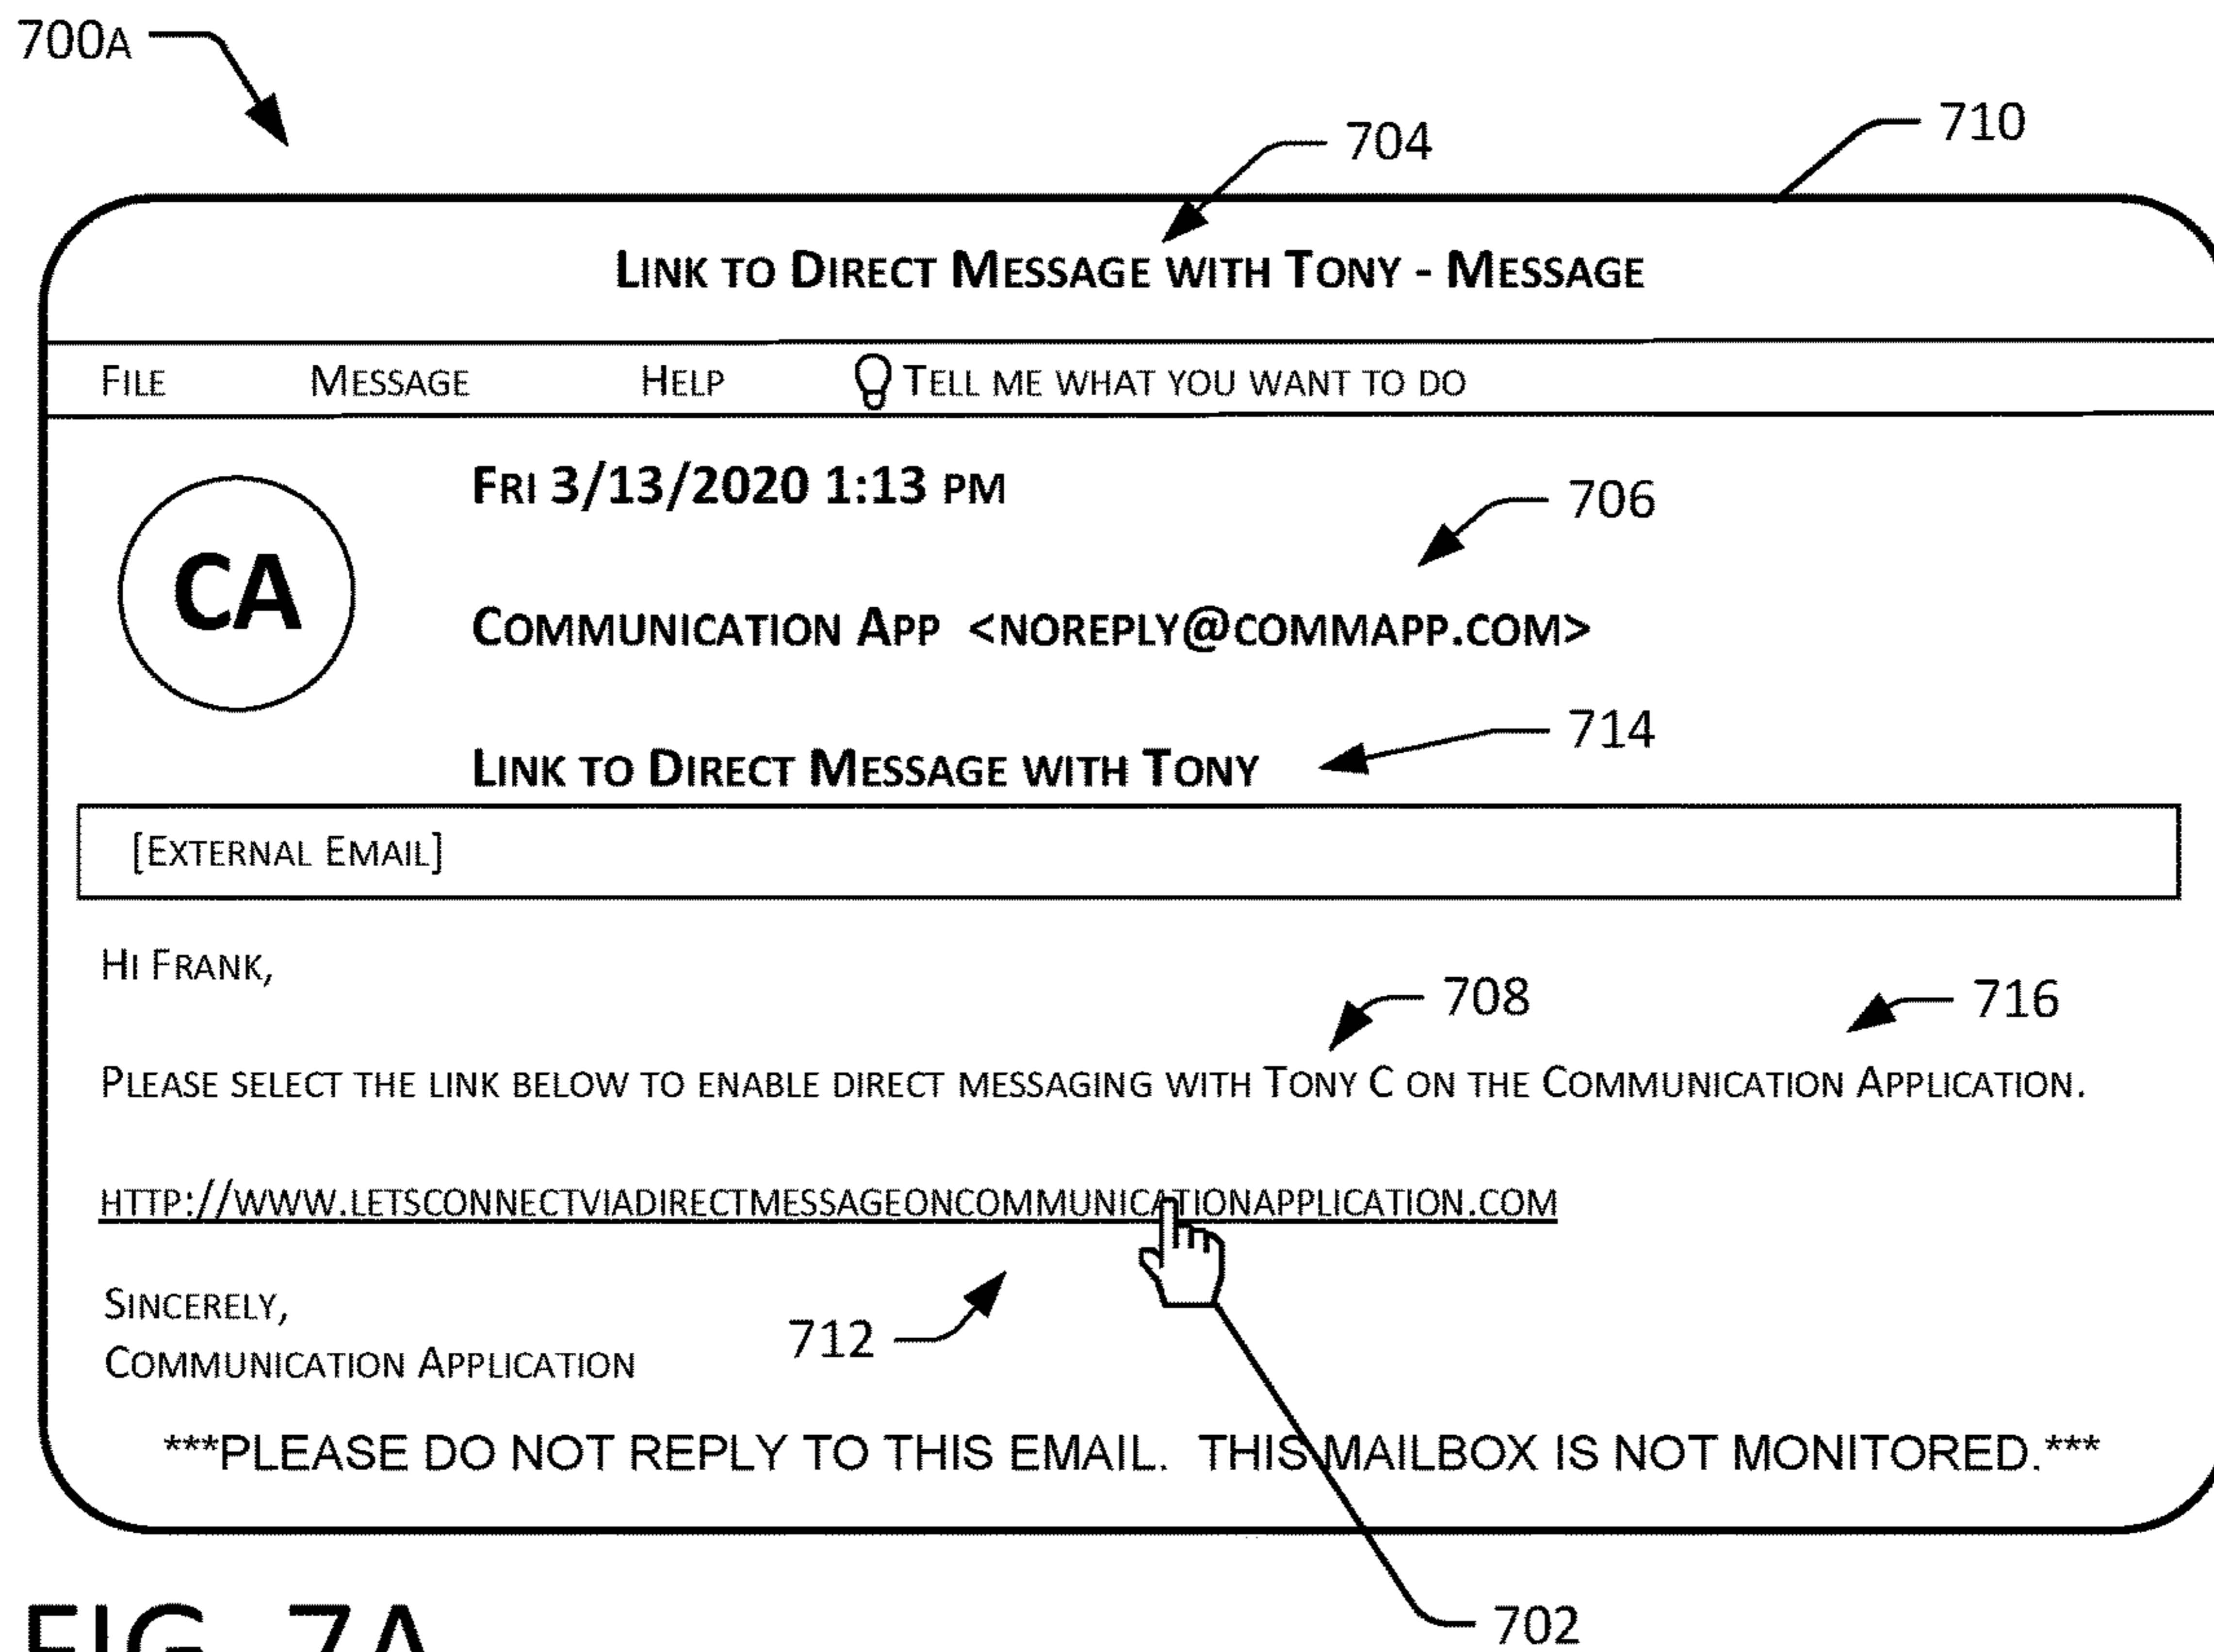 700A
704
710
Link to Direct Message with Tony - Message
File Message Help Tell me what you want to do
Fri 3/13/2020 1:13 pm
706
CA
Communication App <noreply@commapp.com>
714
Link to Direct Message with Tony
[External Email]
Hi Frank,
708
716
Please select the link below to enable direct messaging with Tony C on the Communication Application.
http://www.letsconnectviadirectmessageoncommunicationapplication.com
Sincerely,
712
Communication Application
***PLEASE DO NOT REPLY TO THIS EMAIL. THIS MAILBOX IS NOT MONITORED.***
702
FIG. 7A